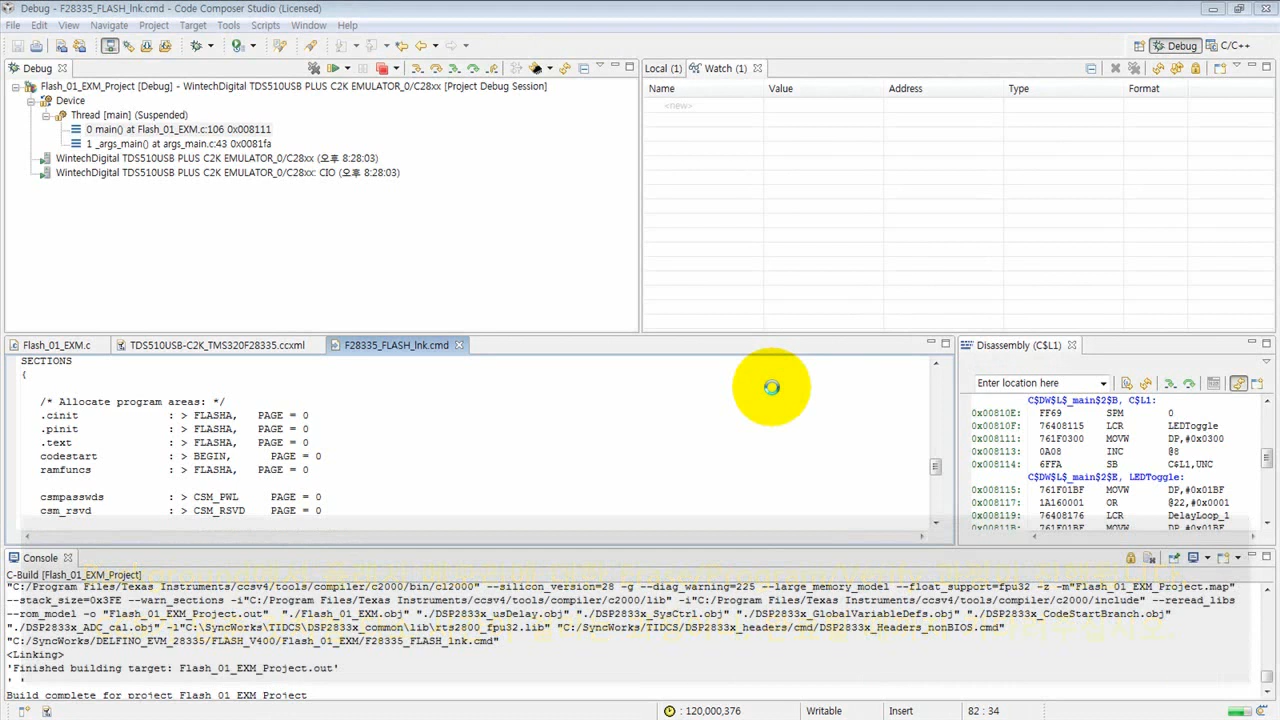 Debug - F28335_FLASH_lnk.cmd - Code Composer Studio (Licensed)
File Edit View Navigate Project Target Tools Scripts Window Help
Debug C/C++
Debug
Flash_01_EXM_Project [Debug] - WintechDigital TDS510USB PLUS C2K EMULATOR_0/C28xx [Project Debug Session]
Device
Thread [main] (Suspended)
0 main() at Flash_01_EXM.c:106 0x008111
1 _args_main() at args_main.c:43 0x0081fa
WintechDigital TDS510USB PLUS C2K EMULATOR_0/C28xx (오후 8:28:03)
WintechDigital TDS510USB PLUS C2K EMULATOR_0/C28xx: CIO (오후 8:28:03)
Local (1) Watch (1)
Name Value Address Type Format
<new>
Flash_01_EXM.c TDS510USB-C2K_TMS320F28335.ccxml F28335_FLASH_lnk.cmd
SECTIONS
{
/* Allocate program areas: */
.cinit : > FLASHA, PAGE = 0
.pinit : > FLASHA, PAGE = 0
.text : > FLASHA, PAGE = 0
codestart : > BEGIN, PAGE = 0
ramfuncs : > FLASHA, PAGE = 0
csmpasswds : > CSM_PWL PAGE = 0
csm_rsvd : > CSM_RSVD PAGE = 0
Disassembly (C$L1)
Enter location here
C$DW$L$_main$2$B, C$L1:
0x00810E: FF69 SPM 0
0x00810F: 76408115 LCR LEDToggle
0x008111: 761F0300 MOVW DP,#0x0300
0x008113: 0A08 INC @8
0x008114: 6FFA SB C$L1,UNC
C$DW$L$_main$2$E, LEDToggle:
0x008115: 761F01BF MOVW DP,#0x01BF
0x008117: 1A160001 OR @22,#0x0001
0x008119: 76408176 LCR DelayLoop_1
0x00811B: 761F01BF MOVW DP,#0x01BF
Console
C-Build [Flash_01_EXM_Project]
"C:/Program Files/Texas Instruments/ccsv4/tools/compiler/c2000/bin/cl2000" --silicon_version=28 -g --diag_warning=225 --large_memory_model --float_support=fpu32 -z -m"Flash_01_EXM_Project.map"
--stack_size=0x3FE --warn_sections -i"C:/Program Files/Texas Instruments/ccsv4/tools/compiler/c2000/lib" -i"C:/Program Files/Texas Instruments/ccsv4/tools/compiler/c2000/include" --reread_libs
--rom_model -o "Flash_01_EXM_Project.out" "./Flash_01_EXM.obj" "./DSP2833x_usDelay.obj" "./DSP2833x_SysCtrl.obj" "./DSP2833x_GlobalVariableDefs.obj" "./DSP2833x_CodeStartBranch.obj"
"./DSP2833x_ADC_cal.obj" -l"C:\SyncWorks\TIDCS\DSP2833x_common\lib\rts2800_fpu32.lib" "C:/SyncWorks/TIDCS/DSP2833x_headers/cmd/DSP2833x_Headers_nonBIOS.cmd"
"C:/SyncWorks/DELFINO_EVM_28335/FLASH_V400/Flash_01_EXM/F28335_FLASH_lnk.cmd"
<Linking>
'Finished building target: Flash_01_EXM_Project.out'
' '
Build complete for project Flash_01_EXM_Project
: 120,000,376 Writable Insert 82 : 34